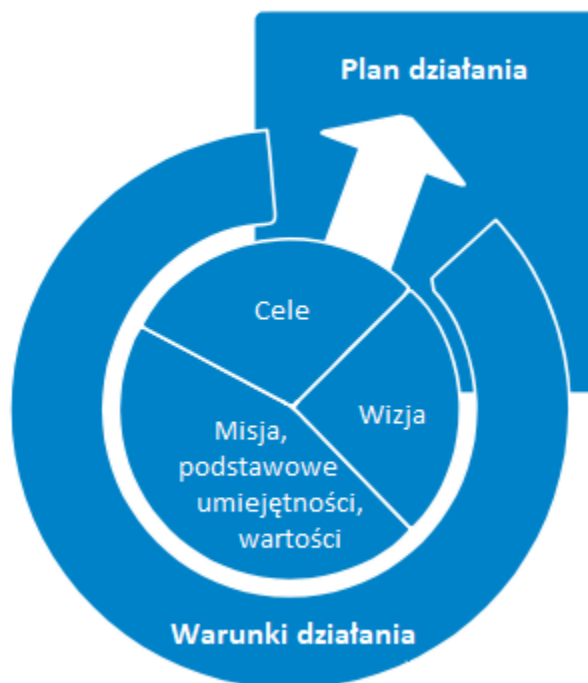 Plan działania
Cele
Wizja
Misja,
podstawowe
umiejętności,
wartości
Warunki działania